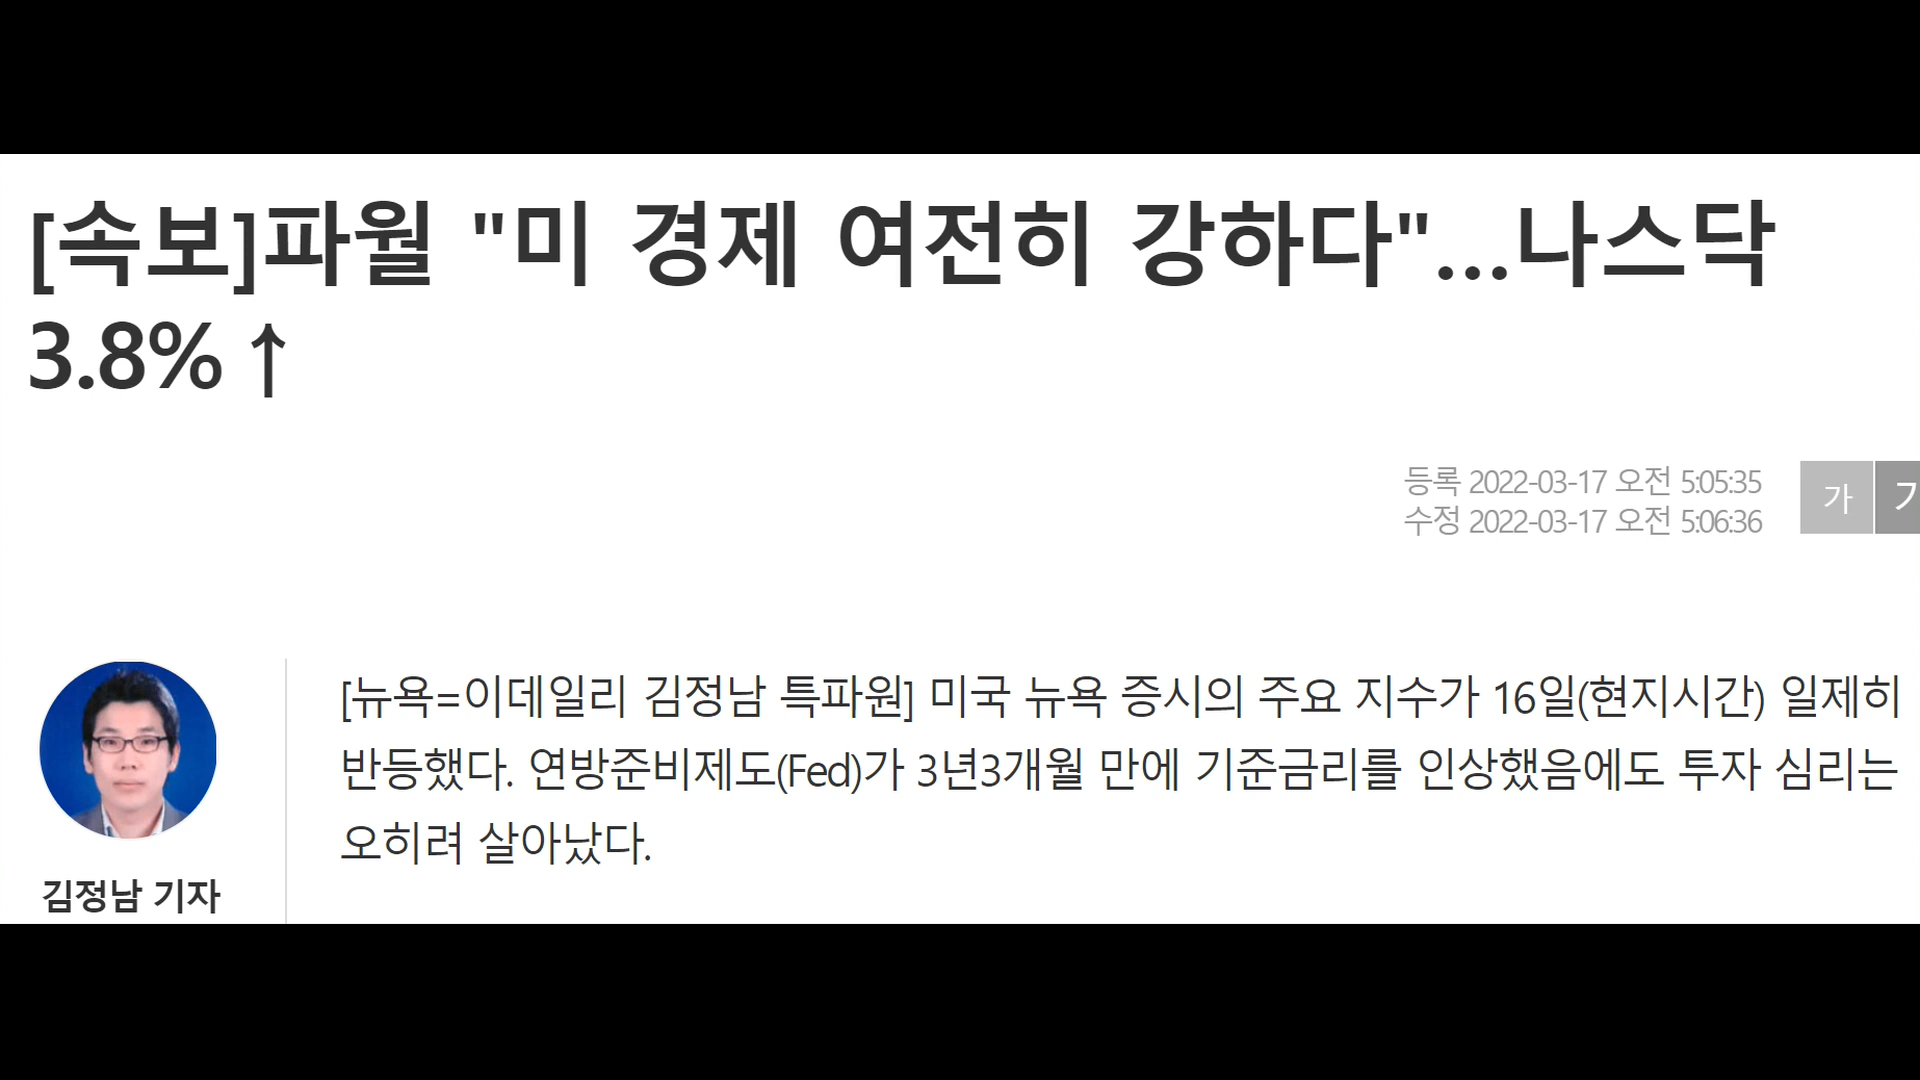 [속보]파월 "미 경제 여전히 강하다"...나스닥
3.8% ↑
등록 2022-03-17 오전 5:05:35
수정 2022-03-17 오전 5:06:36
가
[뉴욕=이데일리 김정남 특파원] 미국 뉴욕 증시의 주요 지수가 16일(현지시간) 일제히
반등했다. 연방준비제도(Fed)가 3년3개월 만에 기준금리를 인상했음에도 투자 심리는
오히려 살아났다.
김정남 기자